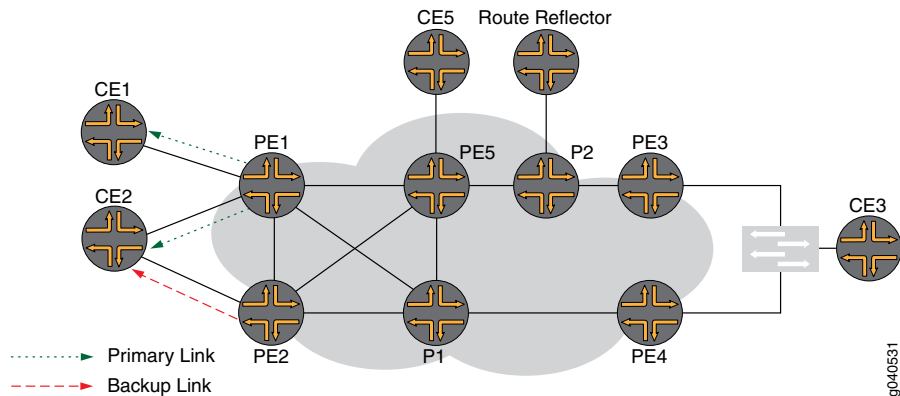 CE5
Route Reflector
CE1
PE1
PE5
P2
PE3
CE2
CE3
PE2
P1
PE4
Primary Link
Backup Link
g040531